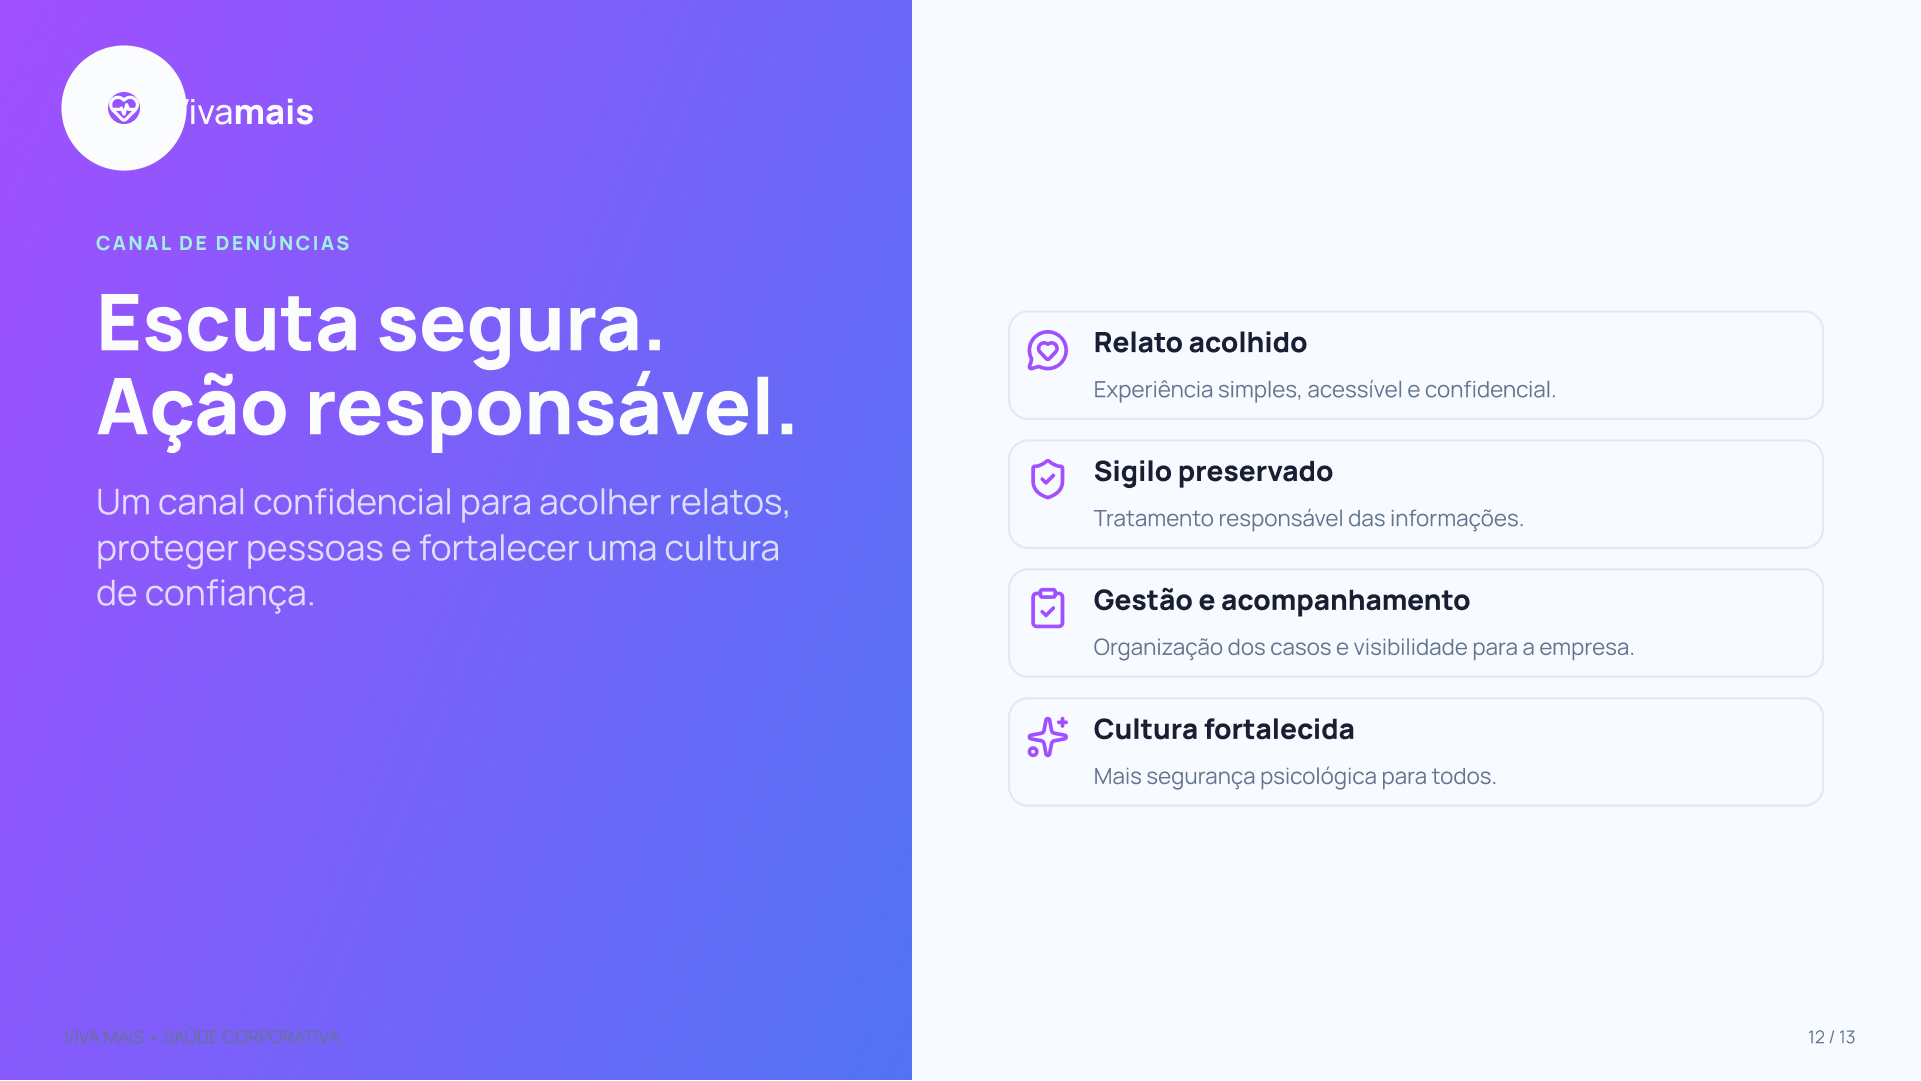 Vivamais
CANAL DE DENÚNCIAS
Escuta segura.
Ação responsável.
Um canal confidencial para acolher relatos,
proteger pessoas e fortalecer uma cultura
de confiança.
Relato acolhido
Experiência simples, acessível e confidencial.
Sigilo preservado
Tratamento responsável das informações.
Gestão e acompanhamento
Organização dos casos e visibilidade para a empresa.
Cultura fortalecida
Mais segurança psicológica para todos.
VIVA MAIS • SAÚDE CORPORATIVA
12 / 13